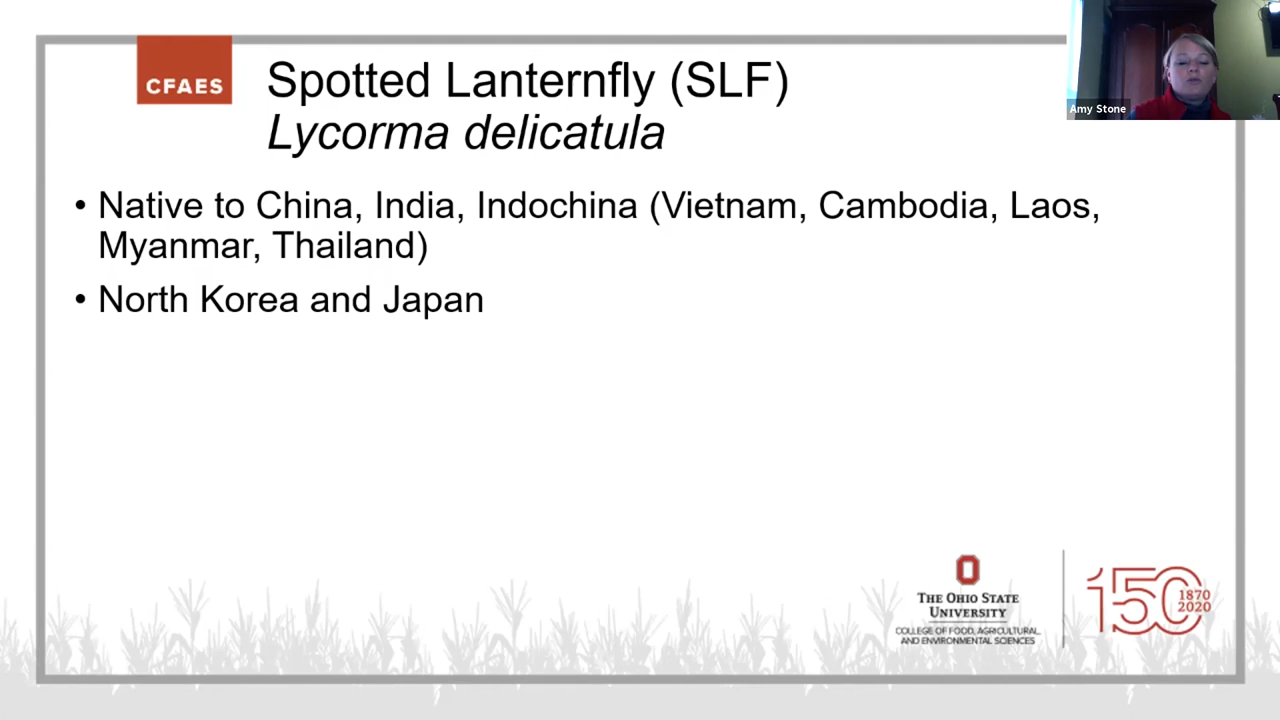 CFAES
Spotted Lanternfly (SLF)
Lycorma delicatula
Amy Stone
• Native to China, India, Indochina (Vietnam, Cambodia, Laos,
Myanmar, Thailand)
• North Korea and Japan
THE OHIO STATE
UNIVERSITY
COLLEGE OF FOOD, AGRICULTURAL,
AND ENVIRONMENTAL SCIENCES
150
1870
2020